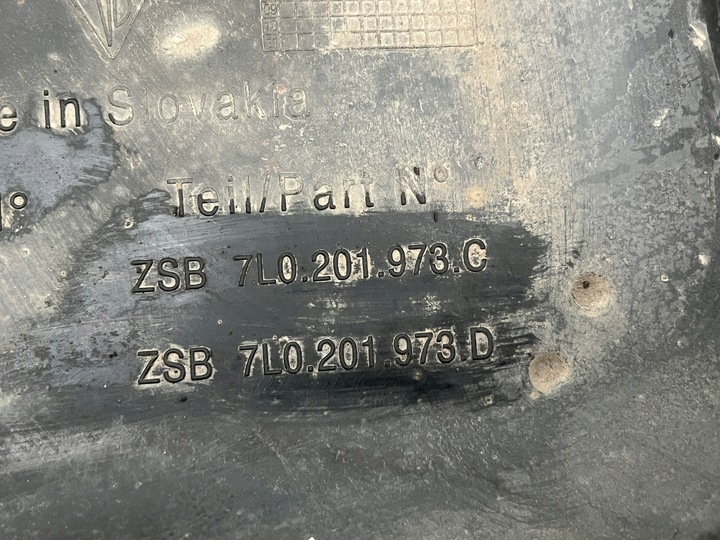 e in Slovakia
Teil/Part N°
ZSB 7L0.201.973.C
ZSB 7L0.201.973.D